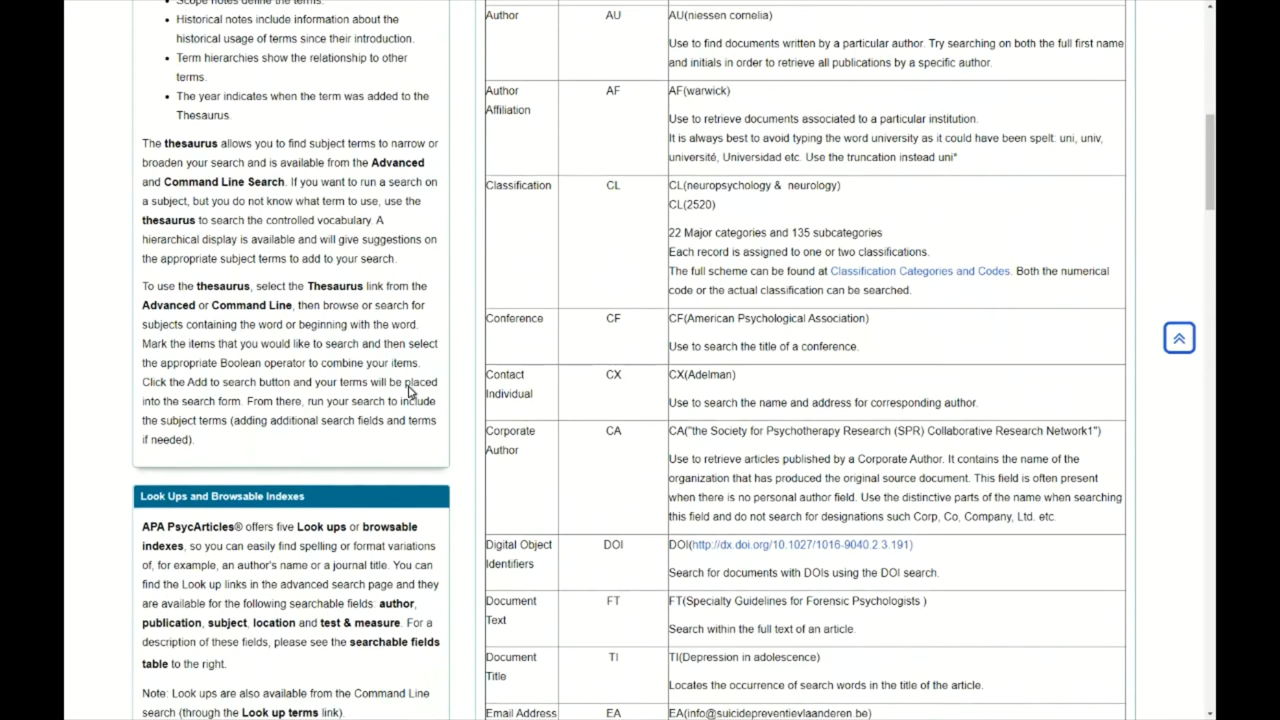 Scope notes define the terms.
Historical notes include information about the
historical usage of terms since their introduction.
Term hierarchies show the relationship to other
terms.
The year indicates when the term was added to the
Thesaurus.
The thesaurus allows you to find subject terms to narrow or
broaden your search and is available from the Advanced
and Command Line Search. If you want to run a search on
a subject, but you do not know what term to use, use the
thesaurus to search the controlled vocabulary. A
hierarchical display is available and will give suggestions on
the appropriate subject terms to add to your search.
To use the thesaurus, select the Thesaurus link from the
Advanced or Command Line, then browse or search for
subjects containing the word or beginning with the word.
Mark the items that you would like to search and then select
the appropriate Boolean operator to combine your items.
Click the Add to search button and your terms will be placed
into the search form. From there, run your search to include
the subject terms (adding additional search fields and terms
if needed).
Look Ups and Browsable Indexes
APA PsycArticles® offers five Look ups or browsable
indexes, so you can easily find spelling or format variations
of, for example, an author's name or a journal title. You can
find the Look up links in the advanced search page and they
are available for the following searchable fields: author,
publication, subject, location and test & measure. For a
description of these fields, please see the searchable fields
table to the right.
Note: Look ups are also available from the Command Line
search (through the Look up terms link).
Author AU AU(niessen cornelia)
Use to find documents written by a particular author. Try searching on both the full first name
and initials in order to retrieve all publications by a specific author.
Author AF AF(warwick)
Affiliation
Use to retrieve documents associated to a particular institution.
It is always best to avoid typing the word university as it could have been spelt: uni, univ,
université, Universidad etc. Use the truncation instead uni*
Classification CL CL(neuropsychology & neurology)
CL(2520)
22 Major categories and 135 subcategories
Each record is assigned to one or two classifications.
The full scheme can be found at Classification Categories and Codes. Both the numerical
code or the actual classification can be searched.
Conference CF CF(American Psychological Association)
Use to search the title of a conference.
Contact CX CX(Adelman)
Individual
Use to search the name and address for corresponding author.
Corporate CA CA("the Society for Psychotherapy Research (SPR) Collaborative Research Network1")
Author
Use to retrieve articles published by a Corporate Author. It contains the name of the
organization that has produced the original source document. This field is often present
when there is no personal author field. Use the distinctive parts of the name when searching
this field and do not search for designations such Corp, Co, Company, Ltd. etc.
Digital Object DOI DOI(http://dx.doi.org/10.1027/1016-9040.2.3.191)
Identifiers
Search for documents with DOIs using the DOI search.
Document FT FT(Specialty Guidelines for Forensic Psychologists )
Text
Search within the full text of an article.
Document TI TI(Depression in adolescence)
Title
Locates the occurrence of search words in the title of the article.
Email Address EA EA(info@suicidepreventievlaanderen.be)